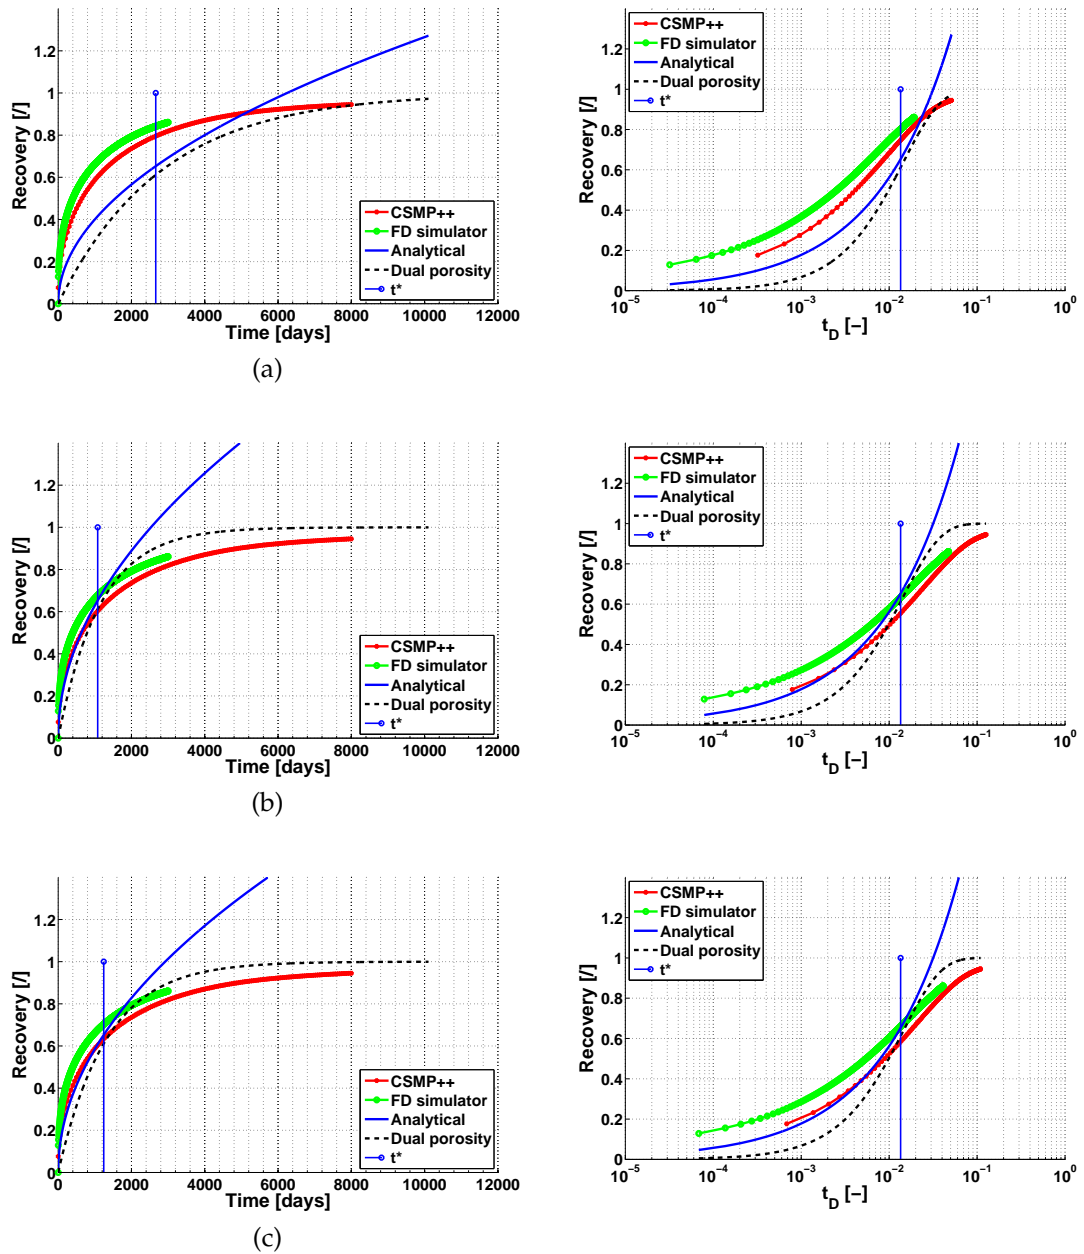 1.2
1
0.8
0.6
0.4
0.2
0
Recovery [/]
0 2000 4000 6000 8000 10000 12000
Time [days]
CSMP++
FD simulator
Analytical
Dual porosity
t*
1.2
1
0.8
0.6
0.4
0.2
0
Recovery [/]
10⁻⁵ 10⁻⁴ 10⁻³ 10⁻² 10⁻¹ 10⁰
t_D [–]
CSMP++
FD simulator
Analytical
Dual porosity
t*
(a)
1.2
1
0.8
0.6
0.4
0.2
0
Recovery [/]
0 2000 4000 6000 8000 10000 12000
Time [days]
CSMP++
FD simulator
Analytical
Dual porosity
t*
1.2
1
0.8
0.6
0.4
0.2
0
Recovery [/]
10⁻⁵ 10⁻⁴ 10⁻³ 10⁻² 10⁻¹ 10⁰
t_D [–]
CSMP++
FD simulator
Analytical
Dual porosity
t*
(b)
1.2
1
0.8
0.6
0.4
0.2
0
Recovery [/]
0 2000 4000 6000 8000 10000 12000
Time [days]
CSMP++
FD simulator
Analytical
Dual porosity
t*
1.2
1
0.8
0.6
0.4
0.2
0
Recovery [/]
10⁻⁵ 10⁻⁴ 10⁻³ 10⁻² 10⁻¹ 10⁰
t_D [–]
CSMP++
FD simulator
Analytical
Dual porosity
t*
(c)